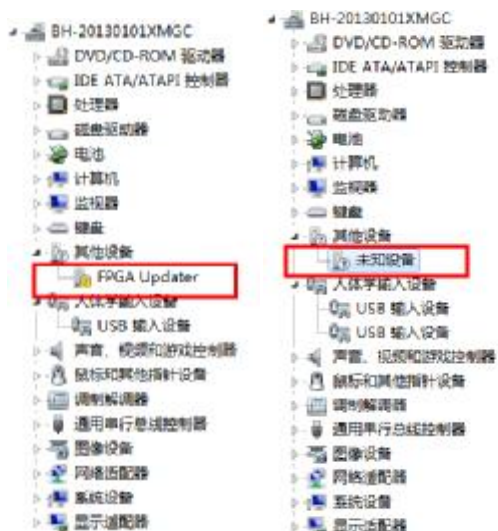 BH-20130101XMGC
DVD/CD-ROM 驱动器
IDE ATA/ATAPI 控制器
处理器
磁盘驱动器
电池
计算机
监视器
键盘
其他设备
FPGA Updater
人体学输入设备
USB 输入设备
声音、视频和游戏控制器
鼠标和其他指针设备
调制解调器
通用串行总线控制器
图像设备
网络适配器
系统设备
显示适配器
BH-20130101XMGC
DVD/CD-ROM 驱动器
IDE ATA/ATAPI 控制器
处理器
磁盘驱动器
电池
计算机
监视器
键盘
其他设备
未知设备
人体学输入设备
USB 输入设备
USB 输入设备
声音、视频和游戏控制器
鼠标和其他指针设备
调制解调器
通用串行总线控制器
图像设备
网络适配器
系统设备
显示适配器